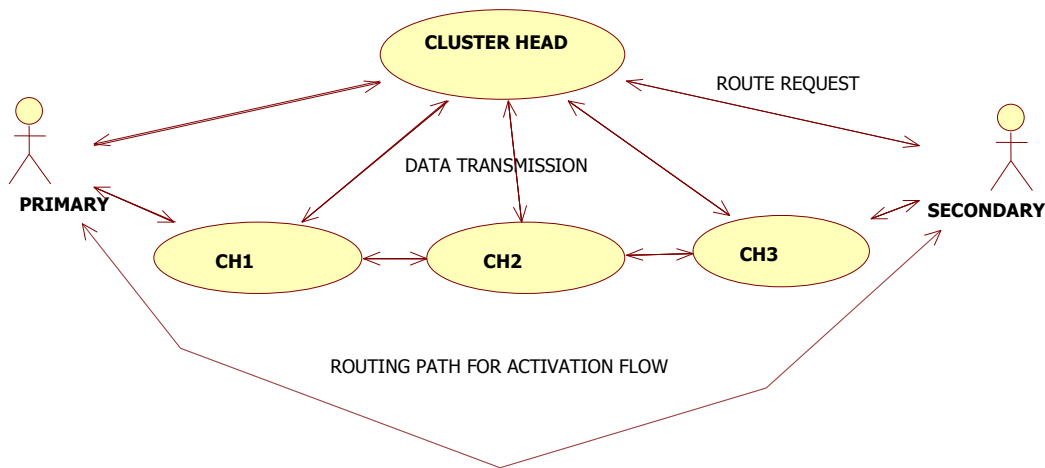 CLUSTER HEAD
ROUTE REQUEST
DATA TRANSMISSION
PRIMARY
SECONDARY
CH1
CH2
CH3
ROUTING PATH FOR ACTIVATION FLOW